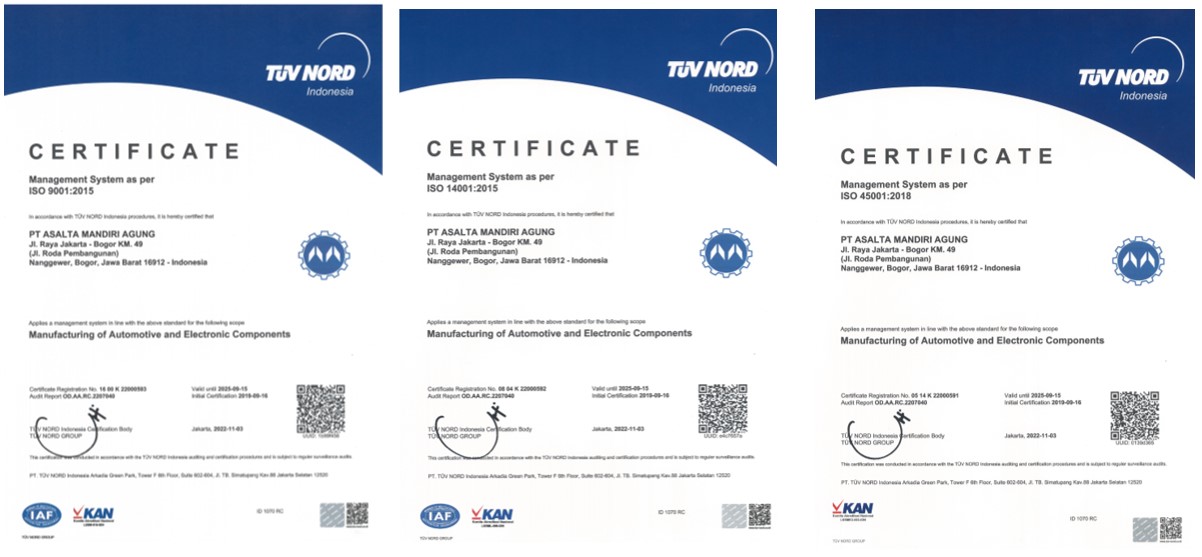 TÜV NORD
Indonesia
CERTIFICATE
Management System as per
ISO 9001:2015
In accordance with TÜV NORD Indonesia procedures, it is hereby certified that
PT ASALTA MANDIRI AGUNG
Jl. Raya Jakarta - Bogor KM. 49
(Jl. Roda Pembangunan)
Nanggewer, Bogor, Jawa Barat 16912 - Indonesia
Applies a management system in line with the above standard for the following scope
Manufacturing of Automotive and Electronic Components
Certificate Registration No. 16 00 K 22000593
Audit Report OD.AA.RC.2207040
Valid until 2025-09-15
Initial Certification 2019-09-16
TÜV NORD Indonesia Certification Body
TÜV NORD GROUP
Jakarta, 2022-11-03
UUID:
This certification was conducted in accordance with the TÜV NORD Indonesia auditing and certification procedures and is subject to regular surveillance audits.
PT. TÜV NORD Indonesia Arkadia Green Park, Tower F 6th Floor, Suite 602-604, Jl. TB. Simatupang Kav.88 Jakarta Selatan 12520
IAF
KAN
Komite Akreditasi Nasional
ID 1070 RC
TÜV NORD GROUP
TÜV NORD
Indonesia
CERTIFICATE
Management System as per
ISO 14001:2015
In accordance with TÜV NORD Indonesia procedures, it is hereby certified that
PT ASALTA MANDIRI AGUNG
Jl. Raya Jakarta - Bogor KM. 49
(Jl. Roda Pembangunan)
Nanggewer, Bogor, Jawa Barat 16912 - Indonesia
Applies a management system in line with the above standard for the following scope
Manufacturing of Automotive and Electronic Components
Certificate Registration No. 08 04 K 22000592
Audit Report OD.AA.RC.2207040
Valid until 2025-09-15
Initial Certification 2019-09-16
TÜV NORD Indonesia Certification Body
TÜV NORD GROUP
Jakarta, 2022-11-03
UUID:
This certification was conducted in accordance with the TÜV NORD Indonesia auditing and certification procedures and is subject to regular surveillance audits.
PT. TÜV NORD Indonesia Arkadia Green Park, Tower F 6th Floor, Suite 602-604, Jl. TB. Simatupang Kav.88 Jakarta Selatan 12520
IAF
KAN
Komite Akreditasi Nasional
ID 1070 RC
TÜV NORD GROUP
TÜV NORD
Indonesia
CERTIFICATE
Management System as per
ISO 45001:2018
In accordance with TÜV NORD Indonesia procedures, it is hereby certified that
PT ASALTA MANDIRI AGUNG
Jl. Raya Jakarta - Bogor KM. 49
(Jl. Roda Pembangunan)
Nanggewer, Bogor, Jawa Barat 16912 - Indonesia
Applies a management system in line with the above standard for the following scope
Manufacturing of Automotive and Electronic Components
Certificate Registration No. 05 14 K 22000591
Audit Report OD.AA.RC.2207040
Valid until 2025-09-15
Initial Certification 2019-09-16
TÜV NORD Indonesia Certification Body
TÜV NORD GROUP
Jakarta, 2022-11-03
UUID:
This certification was conducted in accordance with the TÜV NORD Indonesia auditing and certification procedures and is subject to regular surveillance audits.
PT. TÜV NORD Indonesia Arkadia Green Park, Tower F 6th Floor, Suite 602-604, Jl. TB. Simatupang Kav.88 Jakarta Selatan 12520
KAN
Komite Akreditasi Nasional
ID 1070 RC
TÜV NORD GROUP